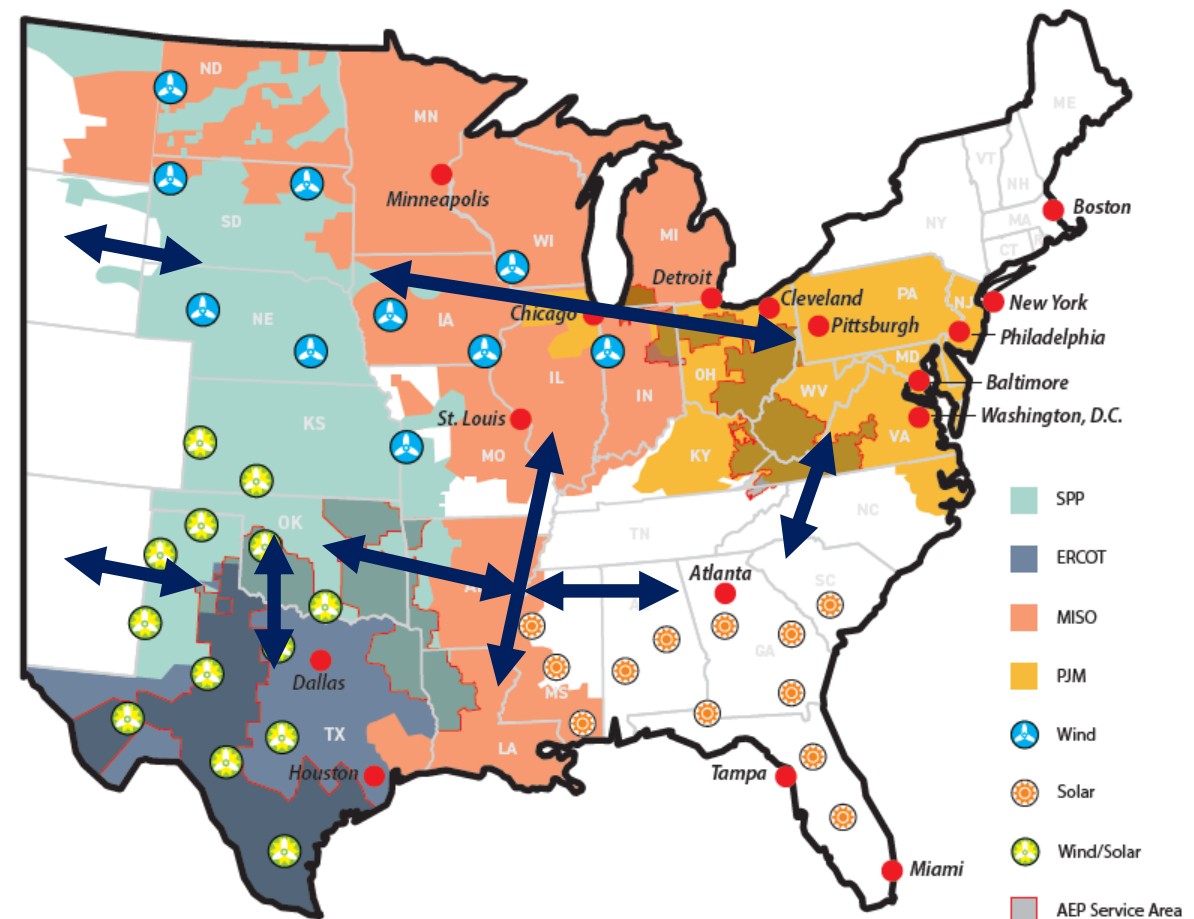 ND
MN
ME
VT
NH
Minneapolis
SD
WI
MI
NY
MA
CT
Boston
Detroit
Cleveland
PA
NJ
New York
NE
IA
Chicago
Pittsburgh
Philadelphia
MD
Baltimore
IL
OH
IN
WV
Washington, D.C.
KS
St. Louis
MO
KY
VA
SPP
OK
TN
NC
ERCOT
Atlanta
SC
MISO
GA
Dallas
MS
PJM
TX
LA
Wind
Houston
Tampa
Solar
Wind/Solar
Miami
AEP Service Area